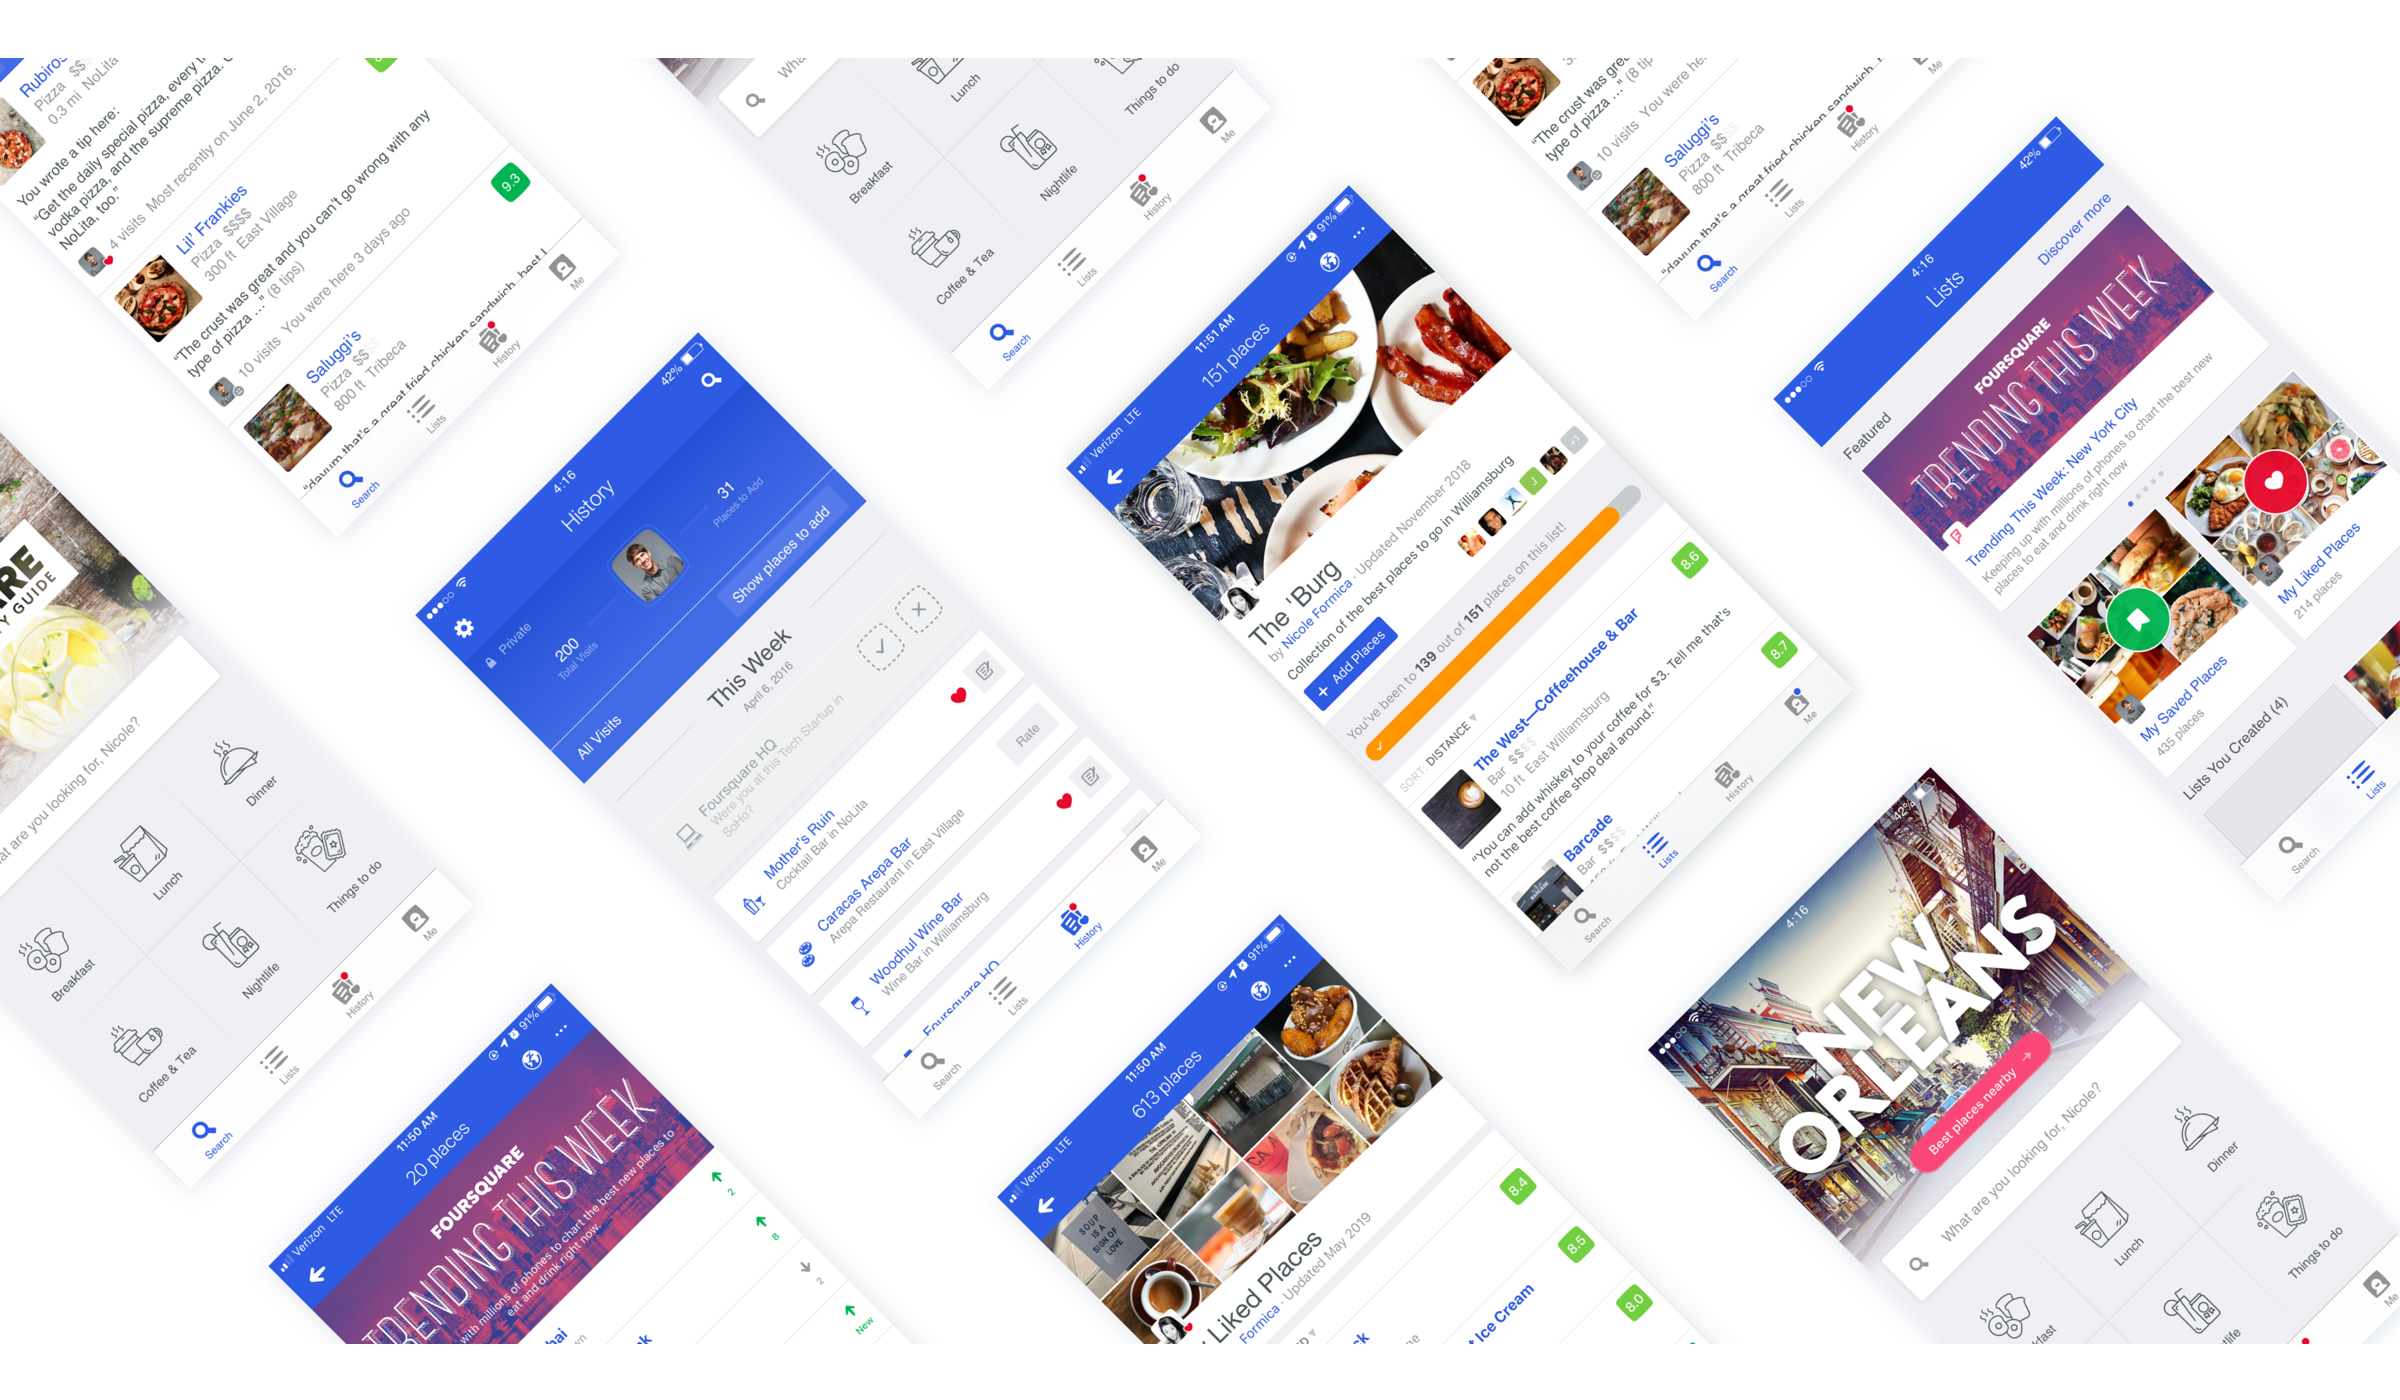 Rubiros
Pizza $$
0.3 mi NoLita
You wrote a tip here:
"Get the daily special pizza, every
vodka pizza, and the supreme pizza.
NoLita, too."
4 visits Most recently on June 2, 2016.
Lil' Frankies
Pizza $$$$
300 ft East Village
9.3
"The crust was great and you can't go wrong with any
type of pizza ..." (8 tips)
10 visits You were here 3 days ago
Saluggi's
Pizza $$$$
800 ft Tribeca
that's a great fried chicken sandwich
Search
Lists
History
Me
Lunch
Things to do
Breakfast
Nightlife
Coffee & Tea
Search
Lists
History
Me
"The crust was grea
type of pizza ..." (8 tip
10 visits You were he
Saluggi's
Pizza $$$$
800 ft Tribeca
that's a great fried chicken sandwich
Search
Lists
History
Me
42%
4:16
Lists
Featured
Discover more
FOURSQUARE
TRENDING THIS WEEK
Trending This Week: New York City
Keeping up with millions of phones to chart the best new
places to eat and drink right now
My Liked Places
214 places
My Saved Places
435 places
Lists You Created (4)
Search
Lists
ARE
Y GUIDE
at are you looking for, Nicole?
Dinner
Lunch
Things to do
Breakfast
Nightlife
Coffee & Tea
Search
Lists
History
Me
4:16
42%
History
Private
200
Total Visits
31
Places to Add
Show places to add
All Visits
This Week
April 6, 2016
Foursquare HQ
Were you at this Tech Startup in
SoHo?
Mother's Ruin
Cocktail Bar in NoLita
Rate
Caracas Arepa Bar
Arepa Restaurant in East Village
Woodhul Wine Bar
Wine Bar in Williamsburg
Foursquare HQ
Search
Lists
History
Me
Verizon LTE
11:51 AM
91%
151 places
The 'Burg
by Nicole Formica · Updated November 2018
Collection of the best places to go in Williamsburg
J
+1
+ Add Places
You've been to 139 out of 151 places on this list!
SORT: DISTANCE
The West—Coffeehouse & Bar
Bar $$$$
10 ft East Williamsburg
8.6
"You can add whiskey to your coffee for $3. Tell me that's
not the best coffee shop deal around."
Barcade
Bar $$$$
8.7
Search
Lists
History
Me
Verizon LTE
11:50 AM
91%
20 places
FOURSQUARE
TRENDING THIS WEEK
with millions of phones to chart the best new places to
eat and drink right now.
2
8
2
New
Verizon LTE
11:50 AM
91%
613 places
SOUP
IS A
SIGN OF
LOVE
CA
Liked Places
Formica · Updated May 2019
8.4
8.5
8.0
t Ice Cream
4:16
42%
NEW
ORLEANS
Best places nearby
What are you looking for, Nicole?
Dinner
Lunch
Things to do
Me